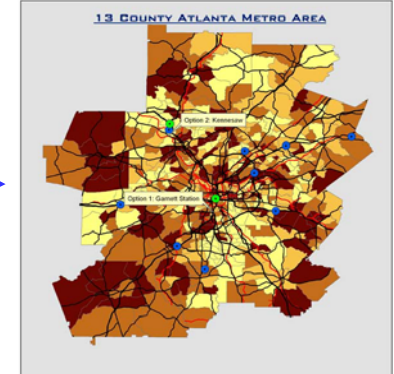 13 County Atlanta Metro Area
Option 2: Kennesaw
Option 1: Garnett Station